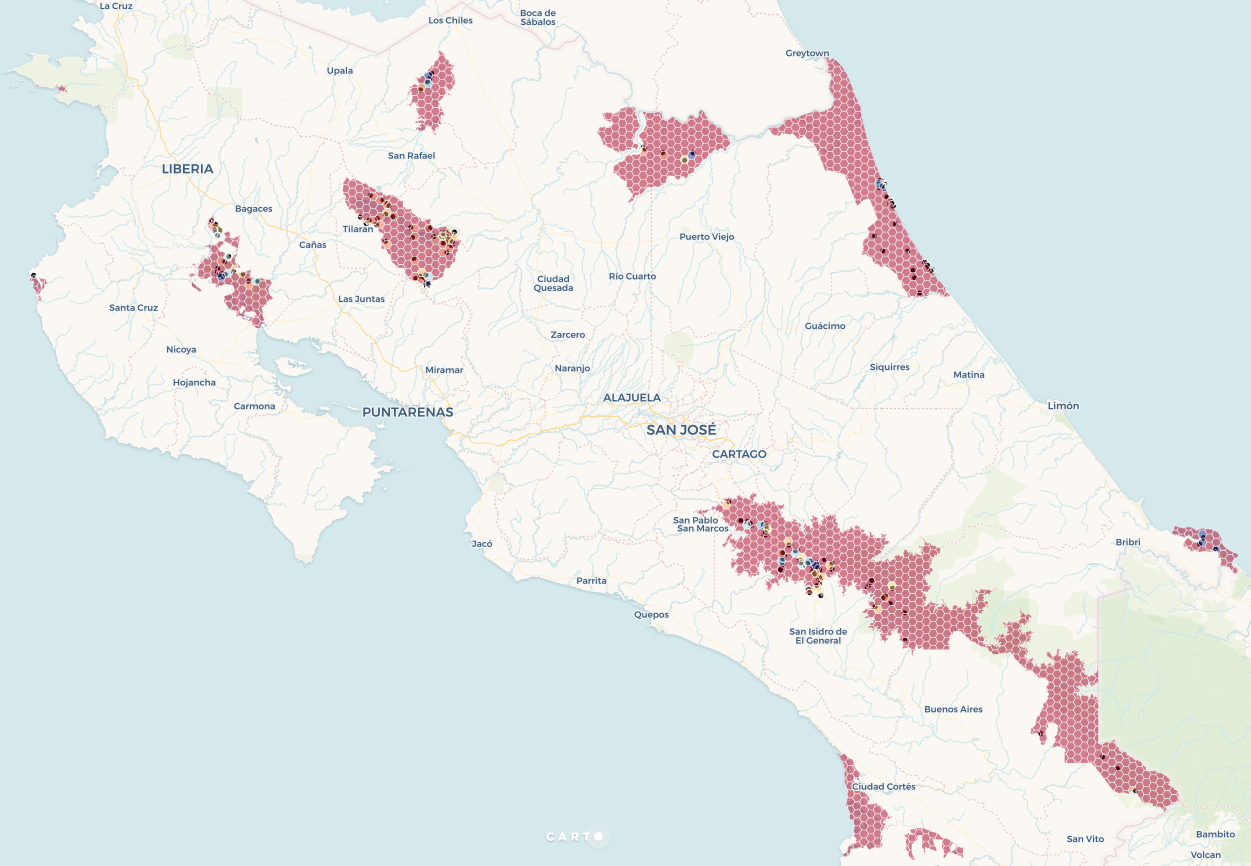 La Cruz
Los Chiles
Boca de
Sábalos
Greytown
Upala
San Rafael
LIBERIA
Bagaces
Tilarán
Cañas
Puerto Viejo
Ciudad
Quesada
Río Cuarto
Santa Cruz
Las Juntas
Guácimo
Zarcero
Nicoya
Naranjo
Miramar
Siquirres
Matina
Hojancha
ALAJUELA
Carmona
PUNTARENAS
Limón
SAN JOSÉ
CARTAGO
San Pablo
San Marcos
Jacó
Bribri
Parrita
Quepos
San Isidro de
El General
Buenos Aires
Ciudad Cortés
CARTO
San Vito
Bambito
Volcan